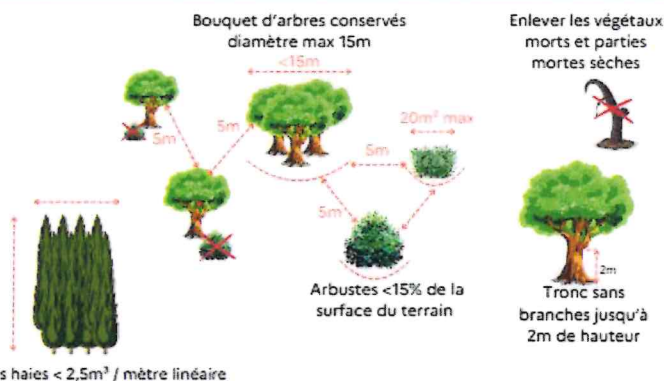 Bouquet d'arbres conservés
diamètre max 15m
<15m
Enlever les végétaux
morts et parties
mortes sèches
5m
5m
20m² max
5m
5m
2m
Arbustes <15% de la
surface du terrain
Tronc sans
branches jusqu'à
2m de hauteur
s haies < 2,5m³ / mètre linéaire